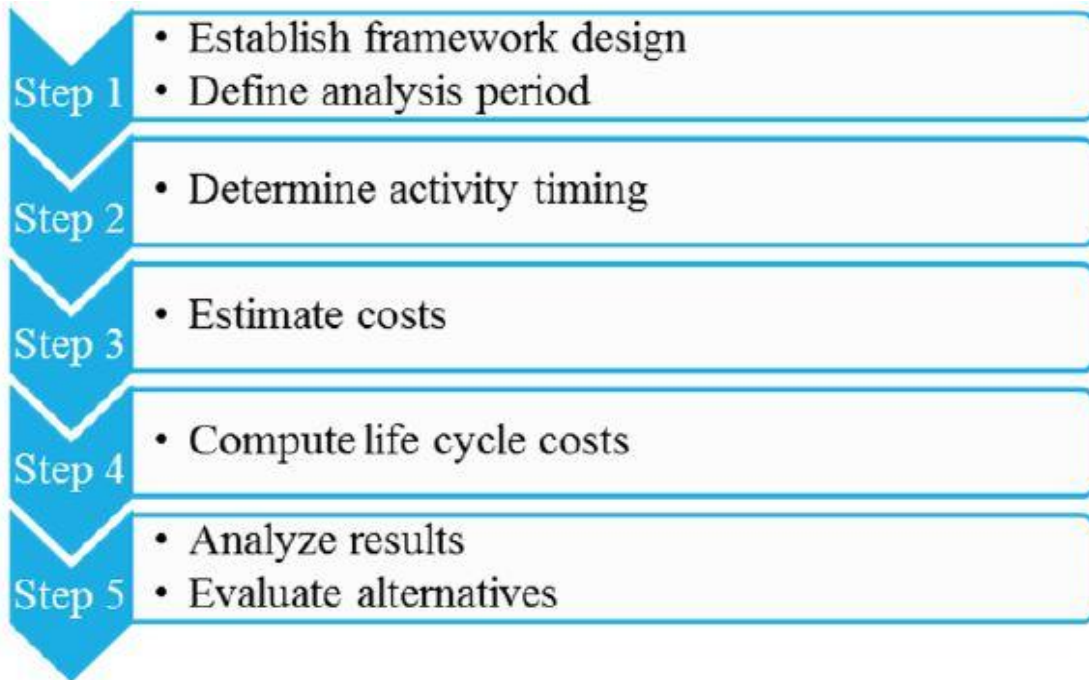 Step 1
• Establish framework design
• Define analysis period
Step 2
• Determine activity timing
Step 3
• Estimate costs
Step 4
• Compute life cycle costs
Step 5
• Analyze results
• Evaluate alternatives